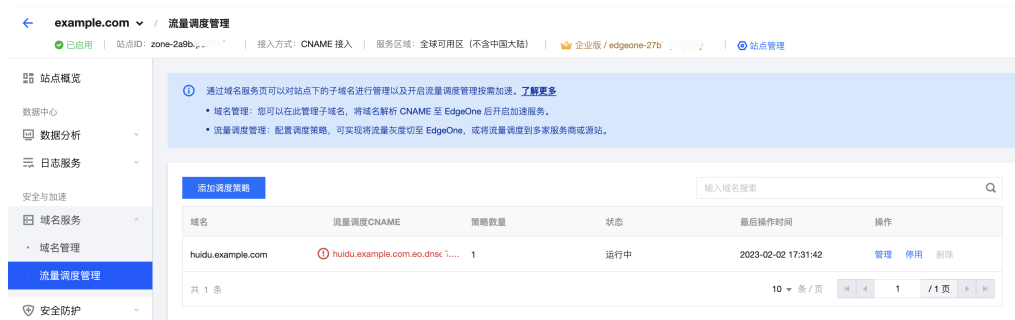 example.com / 流量调度管理
已启用 站点ID: zone-2a9b. 接入方式: CNAME 接入 服务区域: 全球可用区（不含中国大陆） 企业版 / edgeone-27b 站点管理
站点概览
数据中心
数据分析
日志服务
安全与加速
域名服务
域名管理
流量调度管理
安全防护
通过域名服务页可以对站点下的子域名进行管理以及开启流量调度管理按需加速。了解更多
• 域名管理：您可以在此管理子域名，将域名解析 CNAME 至 EdgeOne 后开启加速服务。
• 流量调度管理：配置调度策略，可实现将流量灰度切至 EdgeOne，或将流量调度到多家服务商或源站。
添加调度策略 输入域名搜索
域名 流量调度CNAME 策略数量 状态 最后操作时间 操作
huidu.example.com huidu.example.com.eo.dnse 1 运行中 2023-02-02 17:31:42 管理 停用 删除
共 1 条 10 条 / 页 1 / 1 页